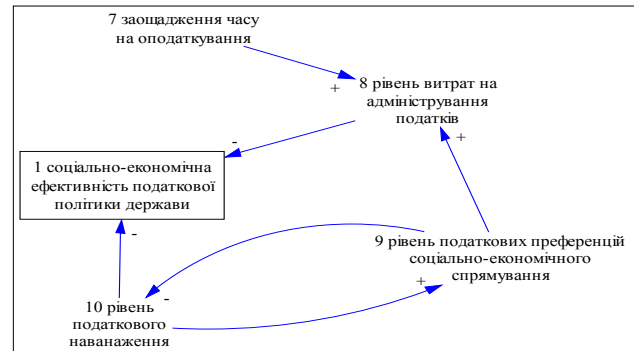 7 заощадження часу
на оподаткування
+
8 рівень витрат на
адміністрування
податків
-
+
1 соціально-економічна
ефективність податкової
політики держави
-
9 рівень податкових преференцій
соціально-економічного
спрямування
+
-
10 рівень
податкового
наванаження